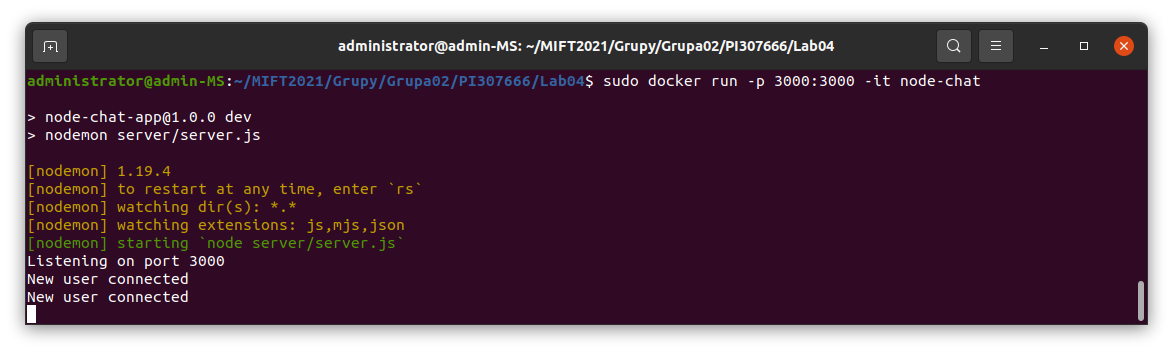 administrator@admin-MS: ~/MIFT2021/Grupy/Grupa02/PI307666/Lab04
administrator@admin-MS:~/MIFT2021/Grupy/Grupa02/PI307666/Lab04$ sudo docker run -p 3000:3000 -it node-chat
> node-chat-app@1.0.0 dev
> nodemon server/server.js
[nodemon] 1.19.4
[nodemon] to restart at any time, enter `rs`
[nodemon] watching dir(s): *.*
[nodemon] watching extensions: js,mjs,json
[nodemon] starting `node server/server.js`
Listening on port 3000
New user connected
New user connected